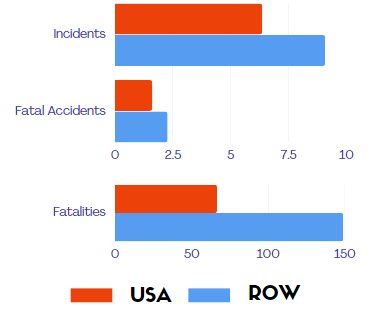 Incidents
Fatal Accidents
0 2.5 5 7.5 10
Fatalities
0 50 100 150
USA ROW